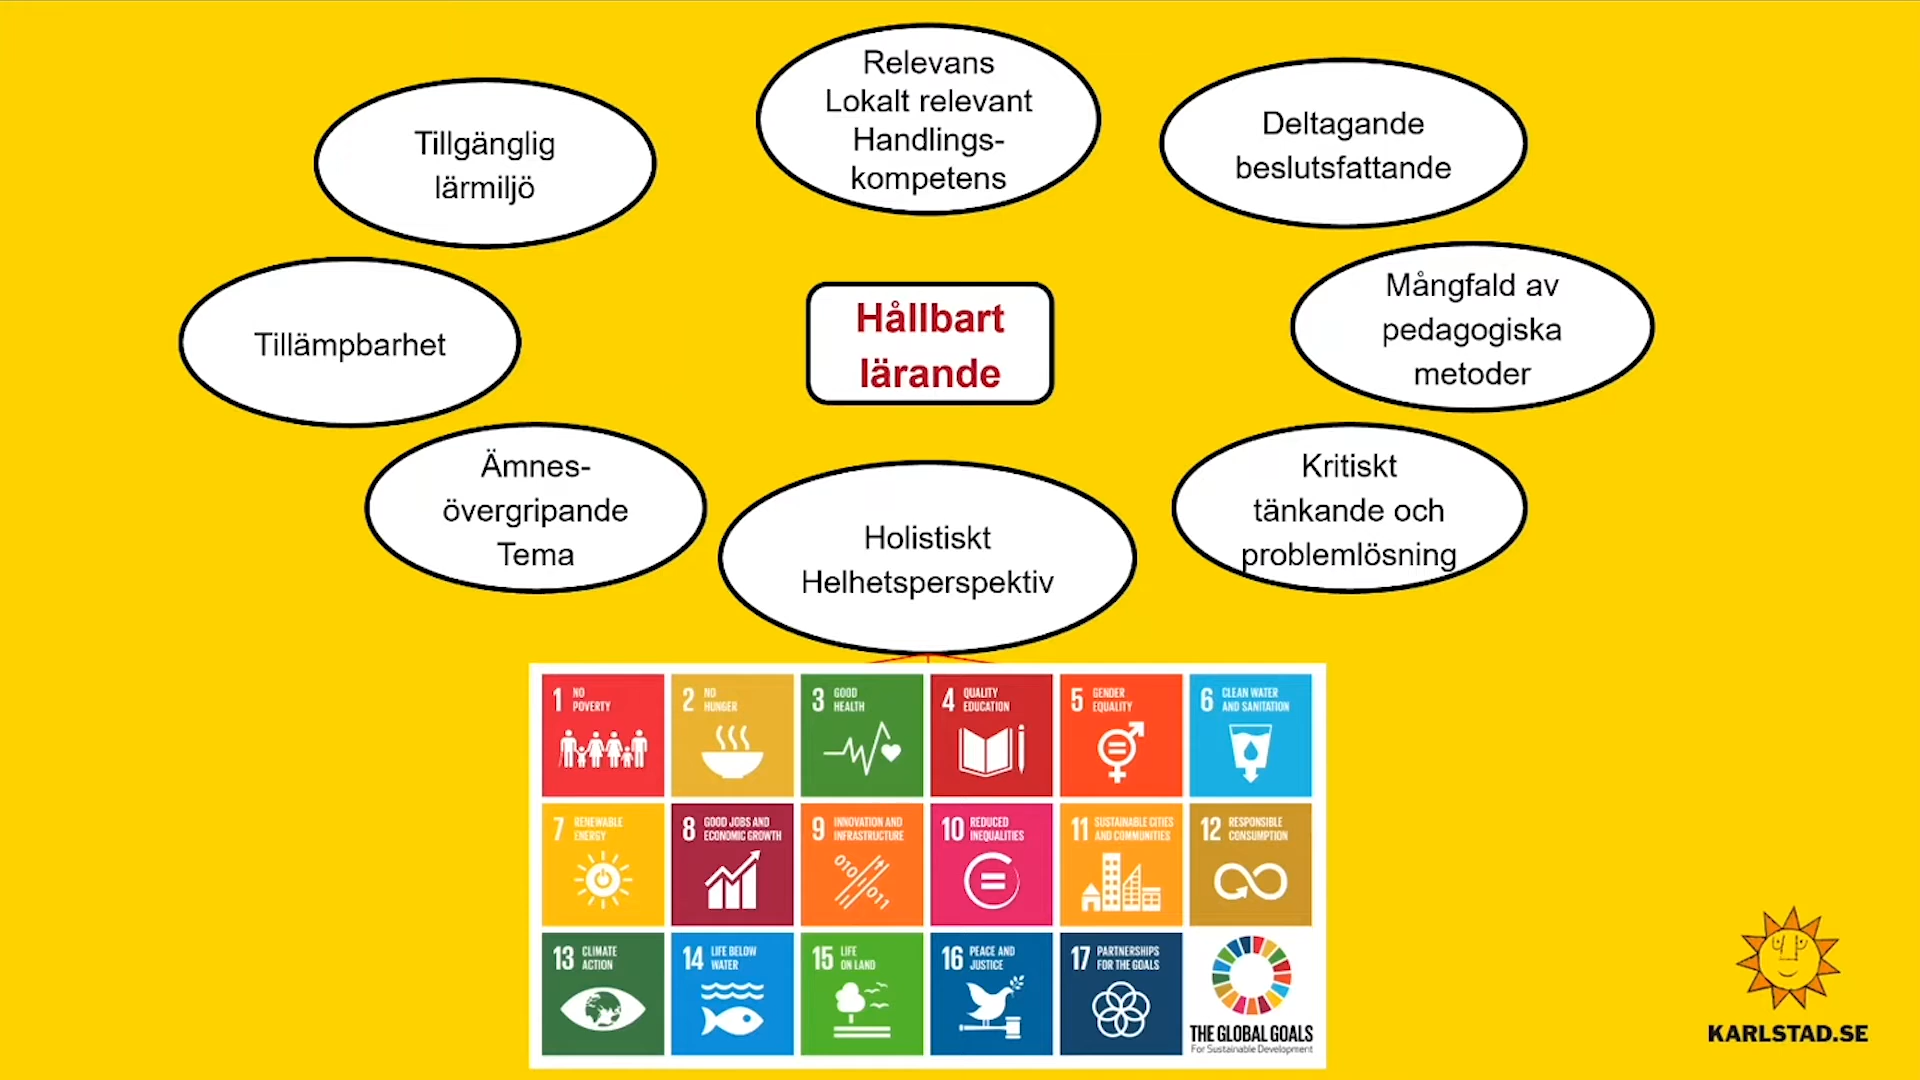 Relevans
Lokalt relevant
Handlings-
kompetens
Tillgänglig
lärmiljö
Deltagande
beslutsfattande
Tillämpbarhet
Hållbart
lärande
Mångfald av
pedagogiska
metoder
Ämnes-
övergripande
Tema
Holistiskt
Helhetsperspektiv
Kritiskt
tänkande och
problemlösning
1 NO
POVERTY
2 NO
HUNGER
3 GOOD
HEALTH
4 QUALITY
EDUCATION
5 GENDER
EQUALITY
6 CLEAN WATER
AND SANITATION
7 RENEWABLE
ENERGY
8 GOOD JOBS AND
ECONOMIC GROWTH
9 INNOVATION AND
INFRASTRUCTURE
010
011
10 REDUCED
INEQUALITIES
11 SUSTAINABLE CITIES
AND COMMUNITIES
12 RESPONSIBLE
CONSUMPTION
13 CLIMATE
ACTION
14 LIFE BELOW
WATER
15 LIFE
ON LAND
16 PEACE AND
JUSTICE
17 PARTNERSHIPS
FOR THE GOALS
THE GLOBAL GOALS
For Sustainable Development
KARLSTAD.SE